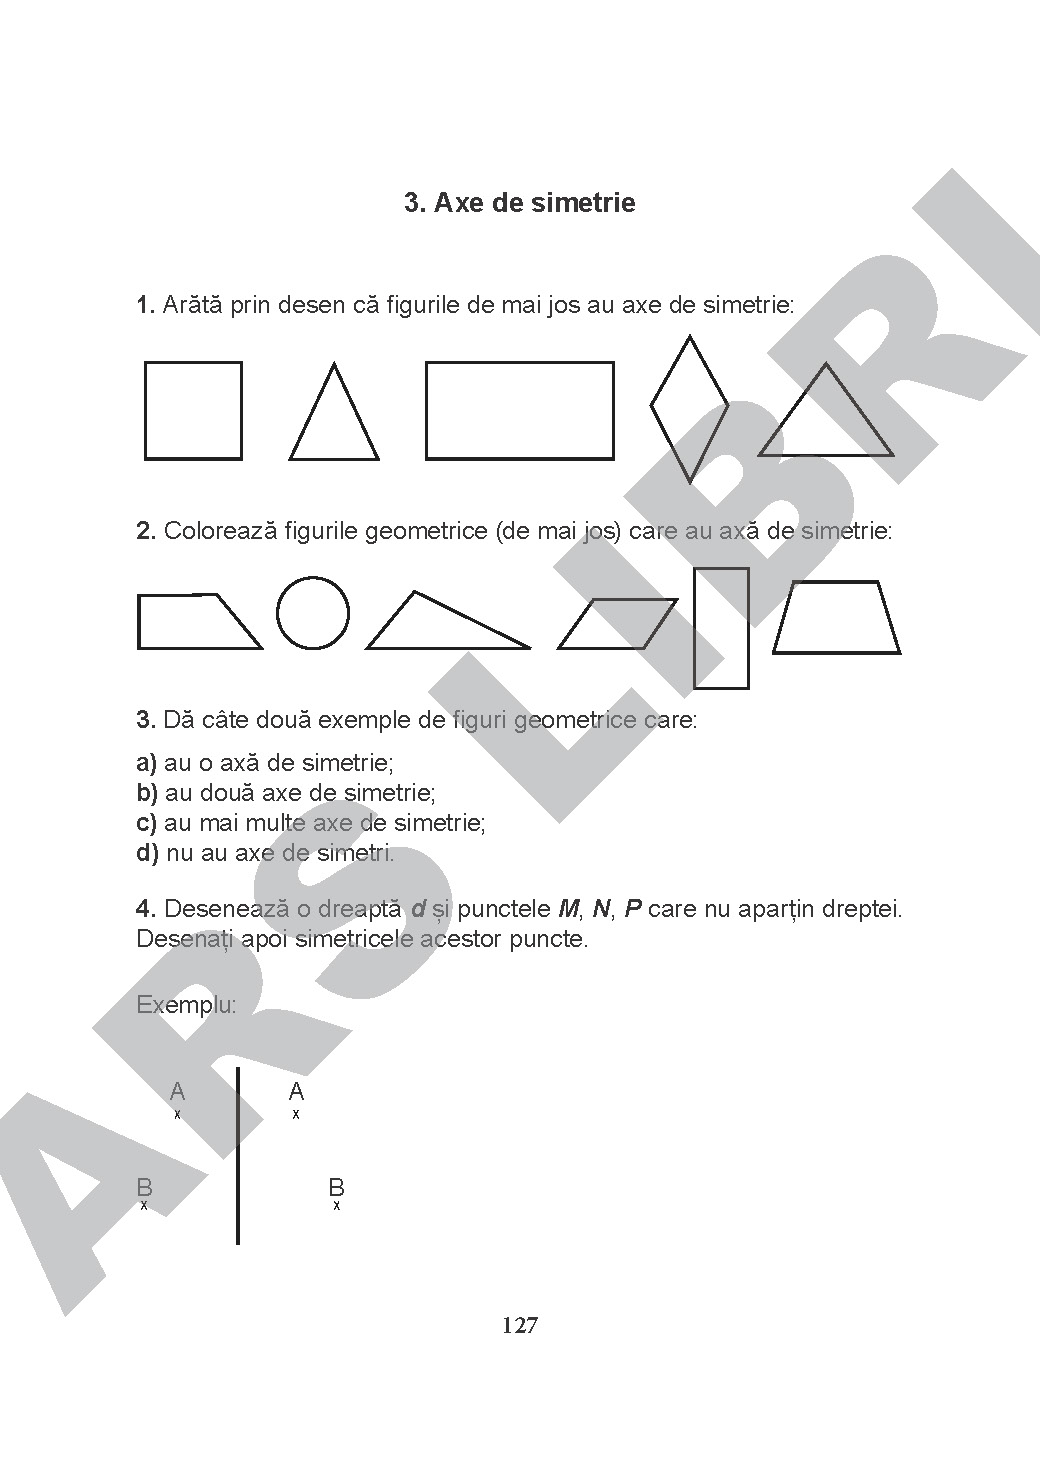 3. Axe de simetrie
1. Arătă prin desen că figurile de mai jos au axe de simetrie:
2. Colorează figurile geometrice (de mai jos) care au axă de simetrie:
3. Dă câte două exemple de figuri geometrice care:
a) au o axă de simetrie;
b) au două axe de simetrie;
c) au mai multe axe de simetrie;
d) nu au axe de simetri.
4. Desenează o dreaptă d și punctele M, N, P care nu aparțin dreptei.
Desenați apoi simetricele acestor puncte.
Exemplu:
A A
x x
B B
x x
127
ARS LIBRI